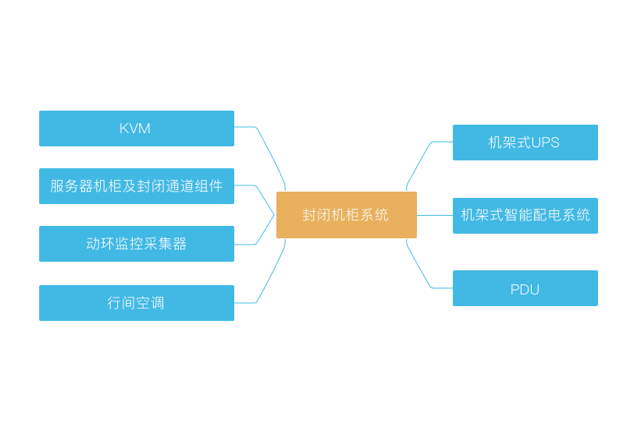 KVM
服务器机柜及封闭通道组件
动环监控采集器
行间空调
封闭机柜系统
机架式UPS
机架式智能配电系统
PDU